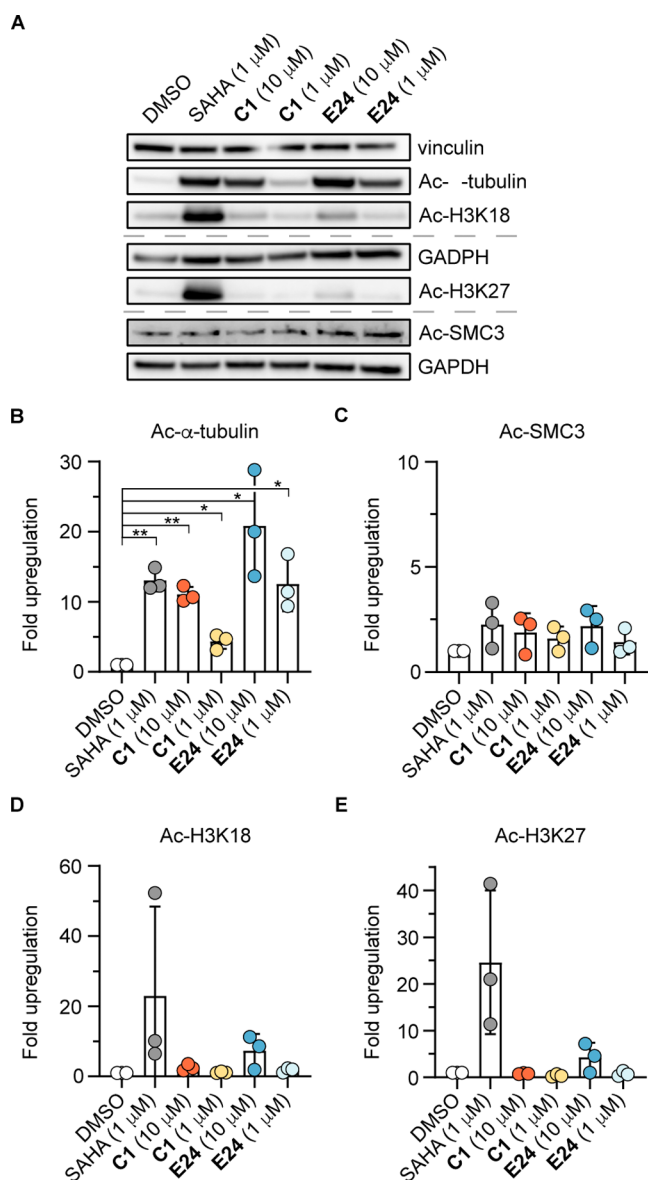 A
DMSO
SAHA (1 μM)
C1 (10 μM)
C1 (1 μM)
E24 (10 μM)
E24 (1 μM)
vinculin
Ac- -tubulin
Ac-H3K18
GADPH
Ac-H3K27
Ac-SMC3
GAPDH
B
Ac-α-tubulin
Fold upregulation
30
20
10
0
**
**
*
*
*
DMSO
SAHA (1 μM)
C1 (10 μM)
C1 (1 μM)
E24 (10 μM)
E24 (1 μM)
C
Ac-SMC3
Fold upregulation
10
5
0
DMSO
SAHA (1 μM)
C1 (10 μM)
C1 (1 μM)
E24 (10 μM)
E24 (1 μM)
D
Ac-H3K18
Fold upregulation
60
40
20
0
DMSO
SAHA (1 μM)
C1 (10 μM)
C1 (1 μM)
E24 (10 μM)
E24 (1 μM)
E
Ac-H3K27
Fold upregulation
40
30
20
10
0
DMSO
SAHA (1 μM)
C1 (10 μM)
C1 (1 μM)
E24 (10 μM)
E24 (1 μM)